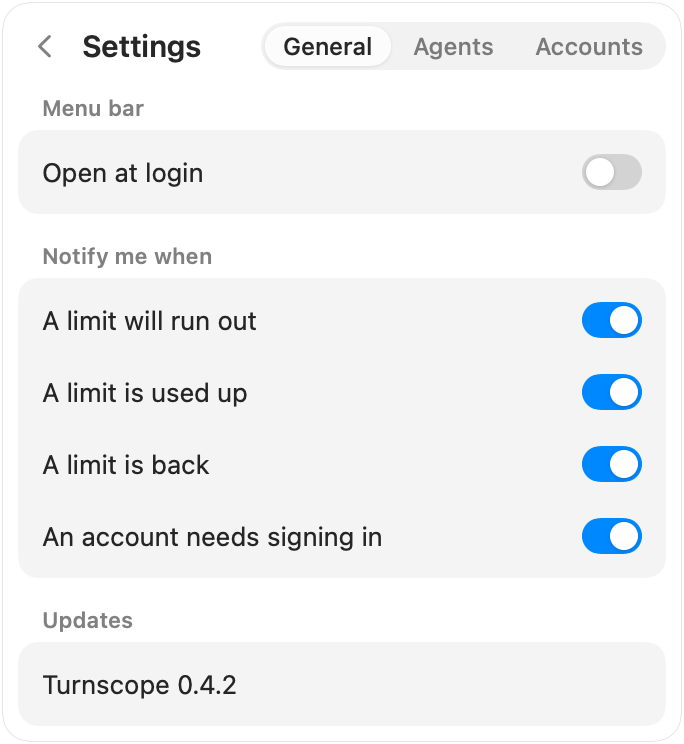 Settings
General
Agents
Accounts
Menu bar
Open at login
Notify me when
A limit will run out
A limit is used up
A limit is back
An account needs signing in
Updates
Turnscope 0.4.2